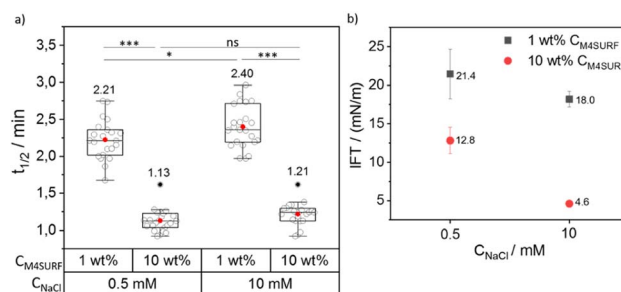 a)
*** ns
* ***
t1/2 / min
3,5
3,0
2,5
2,0
1,5
1,0
2.21
1.13
2.40
1.21
CM4SURF 1 wt% 10 wt% 1 wt% 10 wt%
CNaCl 0.5 mM 10 mM
b)
IFT / (mN/m)
25
20
15
10
5
1 wt% CM4SURF
10 wt% CM4SUR
21.4
18.0
12.8
4.6
0.5 10
CNaCl / mM